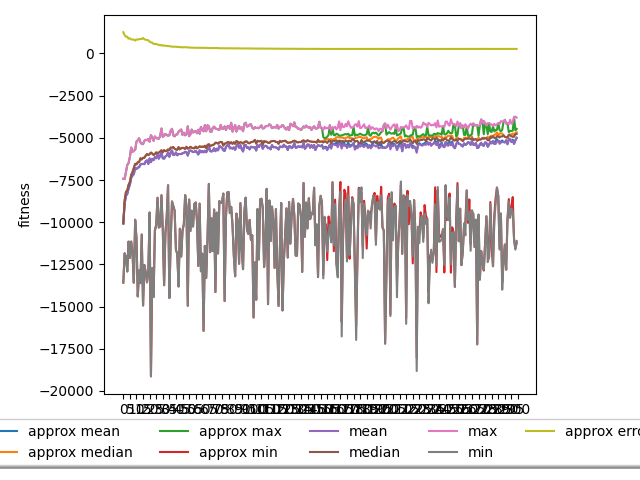 0
−2500
−5000
−7500
−10000
−12500
−15000
−17500
−20000
fitness
approx mean
approx max
mean
max
approx erro
approx median
approx min
median
min